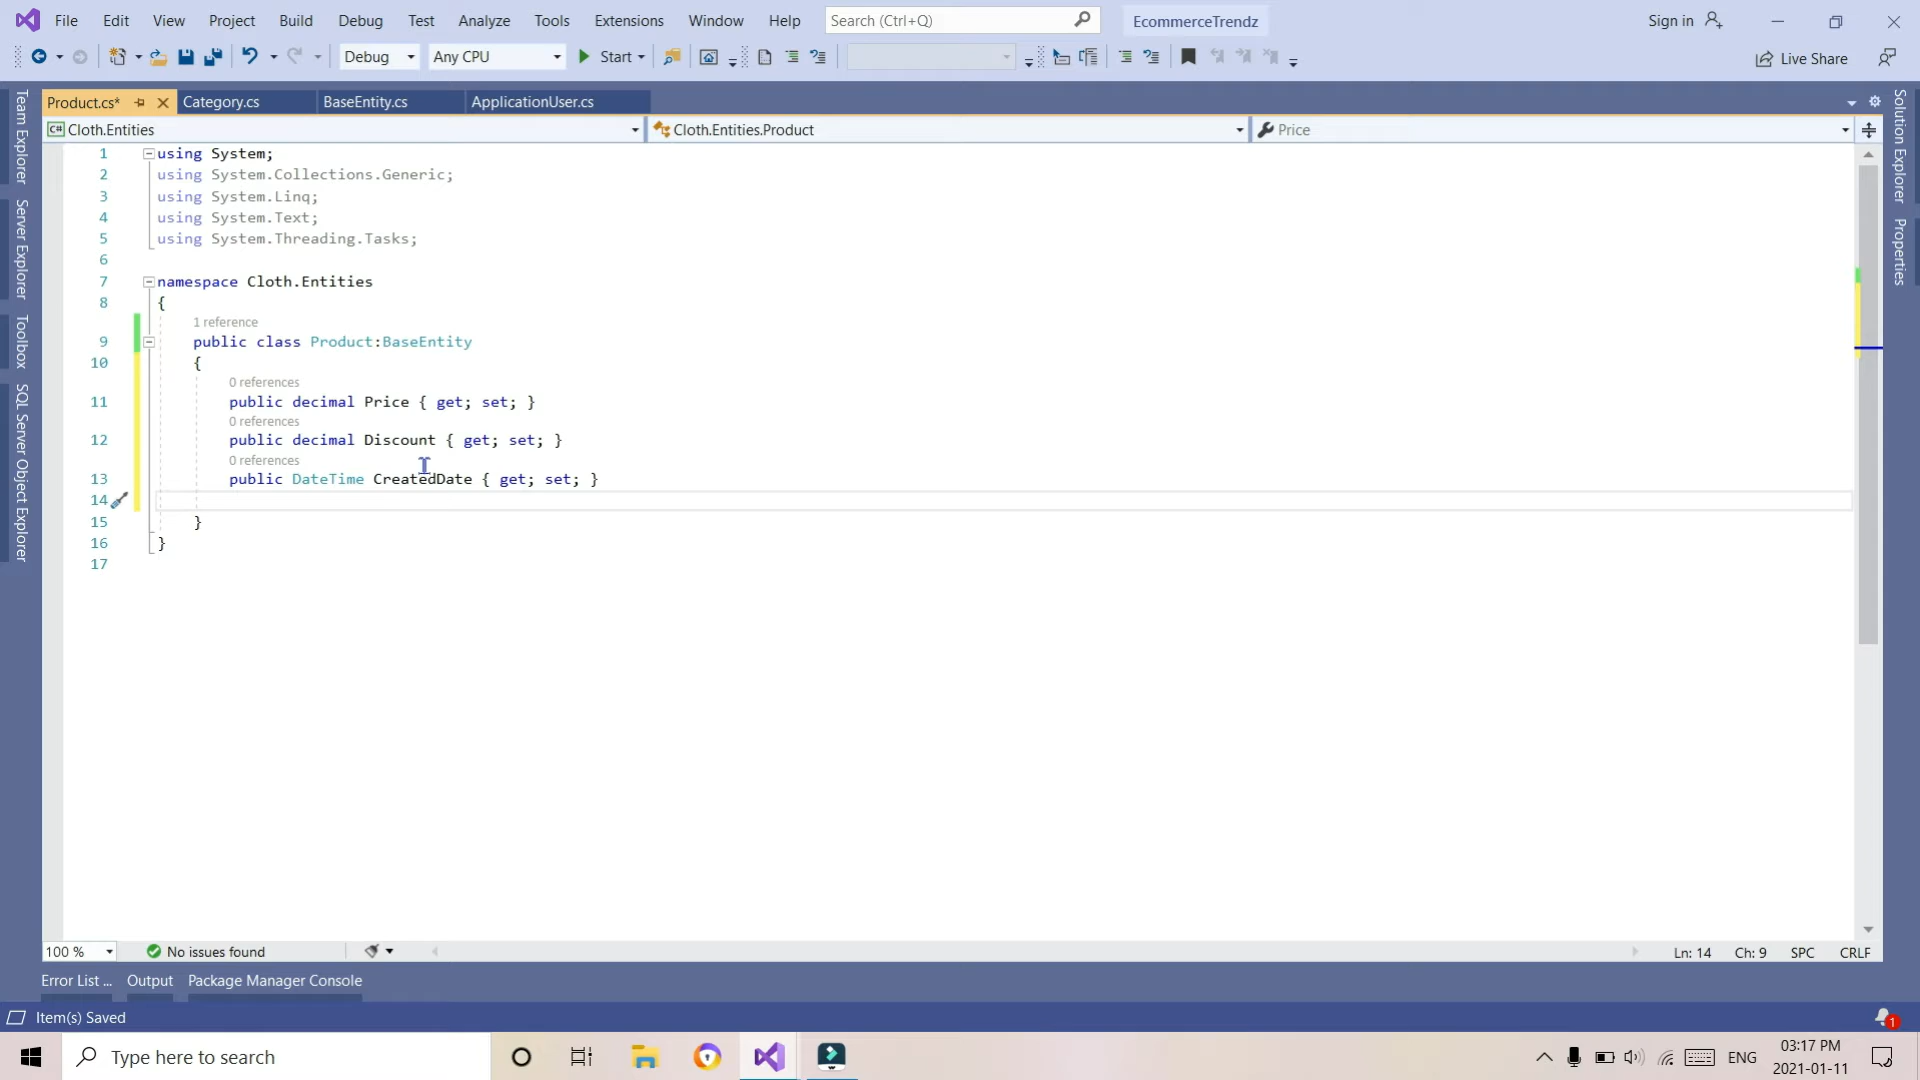 File Edit View Project Build Debug Test Analyze Tools Extensions Window Help Search (Ctrl+Q) EcommerceTrendz Sign in
Debug Any CPU Start Live Share
Product.cs* Category.cs BaseEntity.cs ApplicationUser.cs
C# Cloth.Entities Cloth.Entities.Product Price
Team Explorer
Server Explorer
Toolbox
SQL Server Object Explorer
Solution Explorer
Properties
1 using System;
2 using System.Collections.Generic;
3 using System.Linq;
4 using System.Text;
5 using System.Threading.Tasks;
6
7 namespace Cloth.Entities
8 {
1 reference
9 public class Product:BaseEntity
10 {
0 references
11 public decimal Price { get; set; }
0 references
12 public decimal Discount { get; set; }
0 references
13 public DateTime CreatedDate { get; set; }
14
15 }
16 }
17
100 % No issues found Ln: 14 Ch: 9 SPC CRLF
Error List ... Output Package Manager Console
Item(s) Saved 1
Type here to search ENG 03:17 PM
2021-01-11